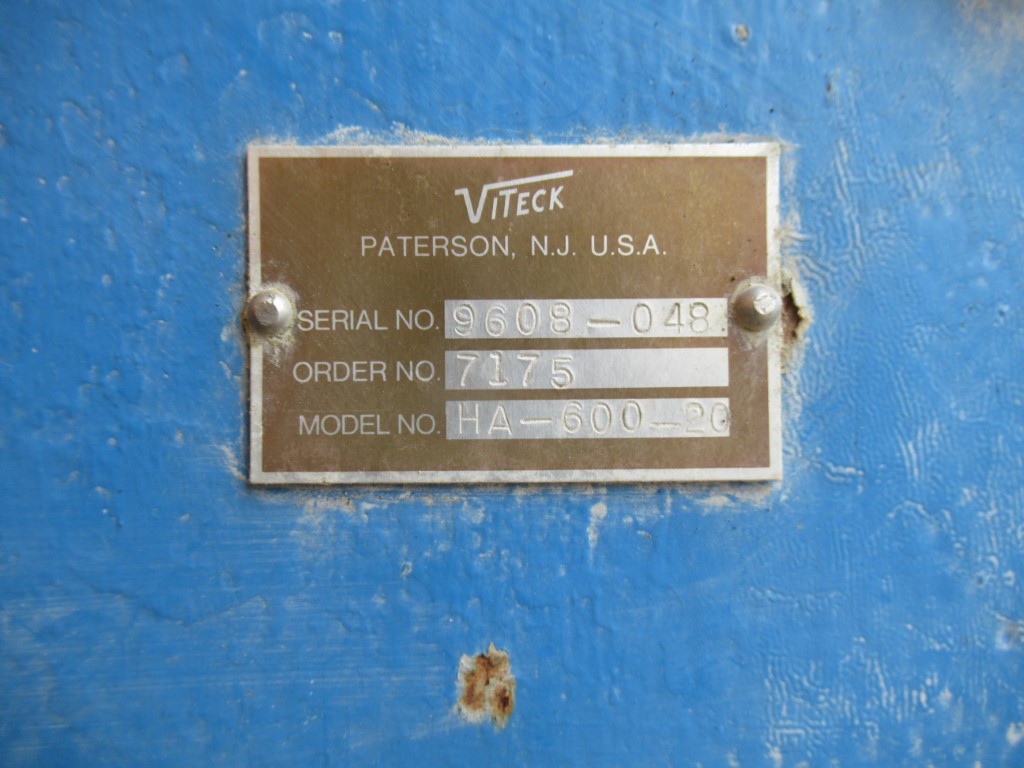 VITECK
PATERSON, N.J. U.S.A.
SERIAL NO. 9608-048
ORDER NO. 7175
MODEL NO. HA-600-20